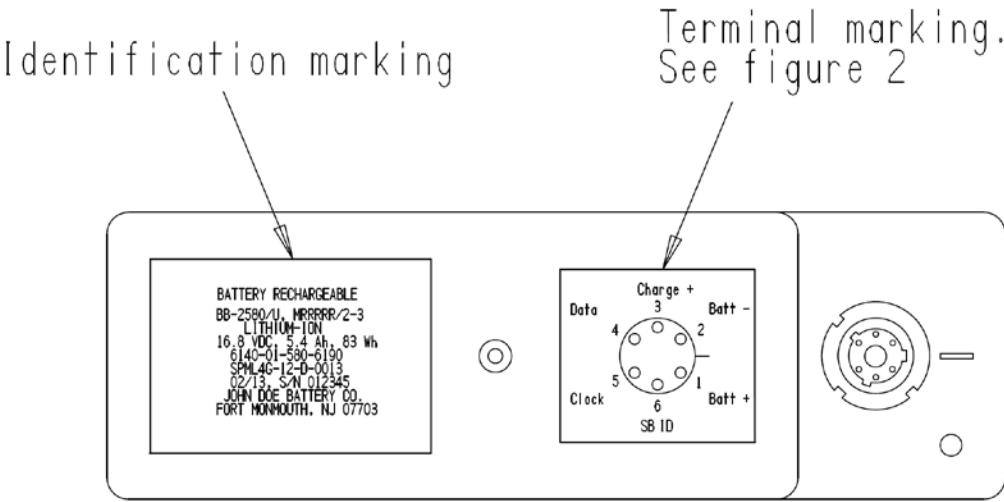 Identification marking
Terminal marking.
See figure 2
BATTERY RECHARGEABLE
BB-2580/U, MRRRRR/2-3
LITHIUM-ION
16.8 VDC, 5.4 Ah, 83 Wh
6140-01-580-6190
SPML4G-12-D-0013
02/13, S/N 012345
JOHN DOE BATTERY CO.
FORT MONMOUTH, NJ 07703
Charge +
Data 3 Batt -
4 2
5 1
Clock 6 Batt +
SB ID